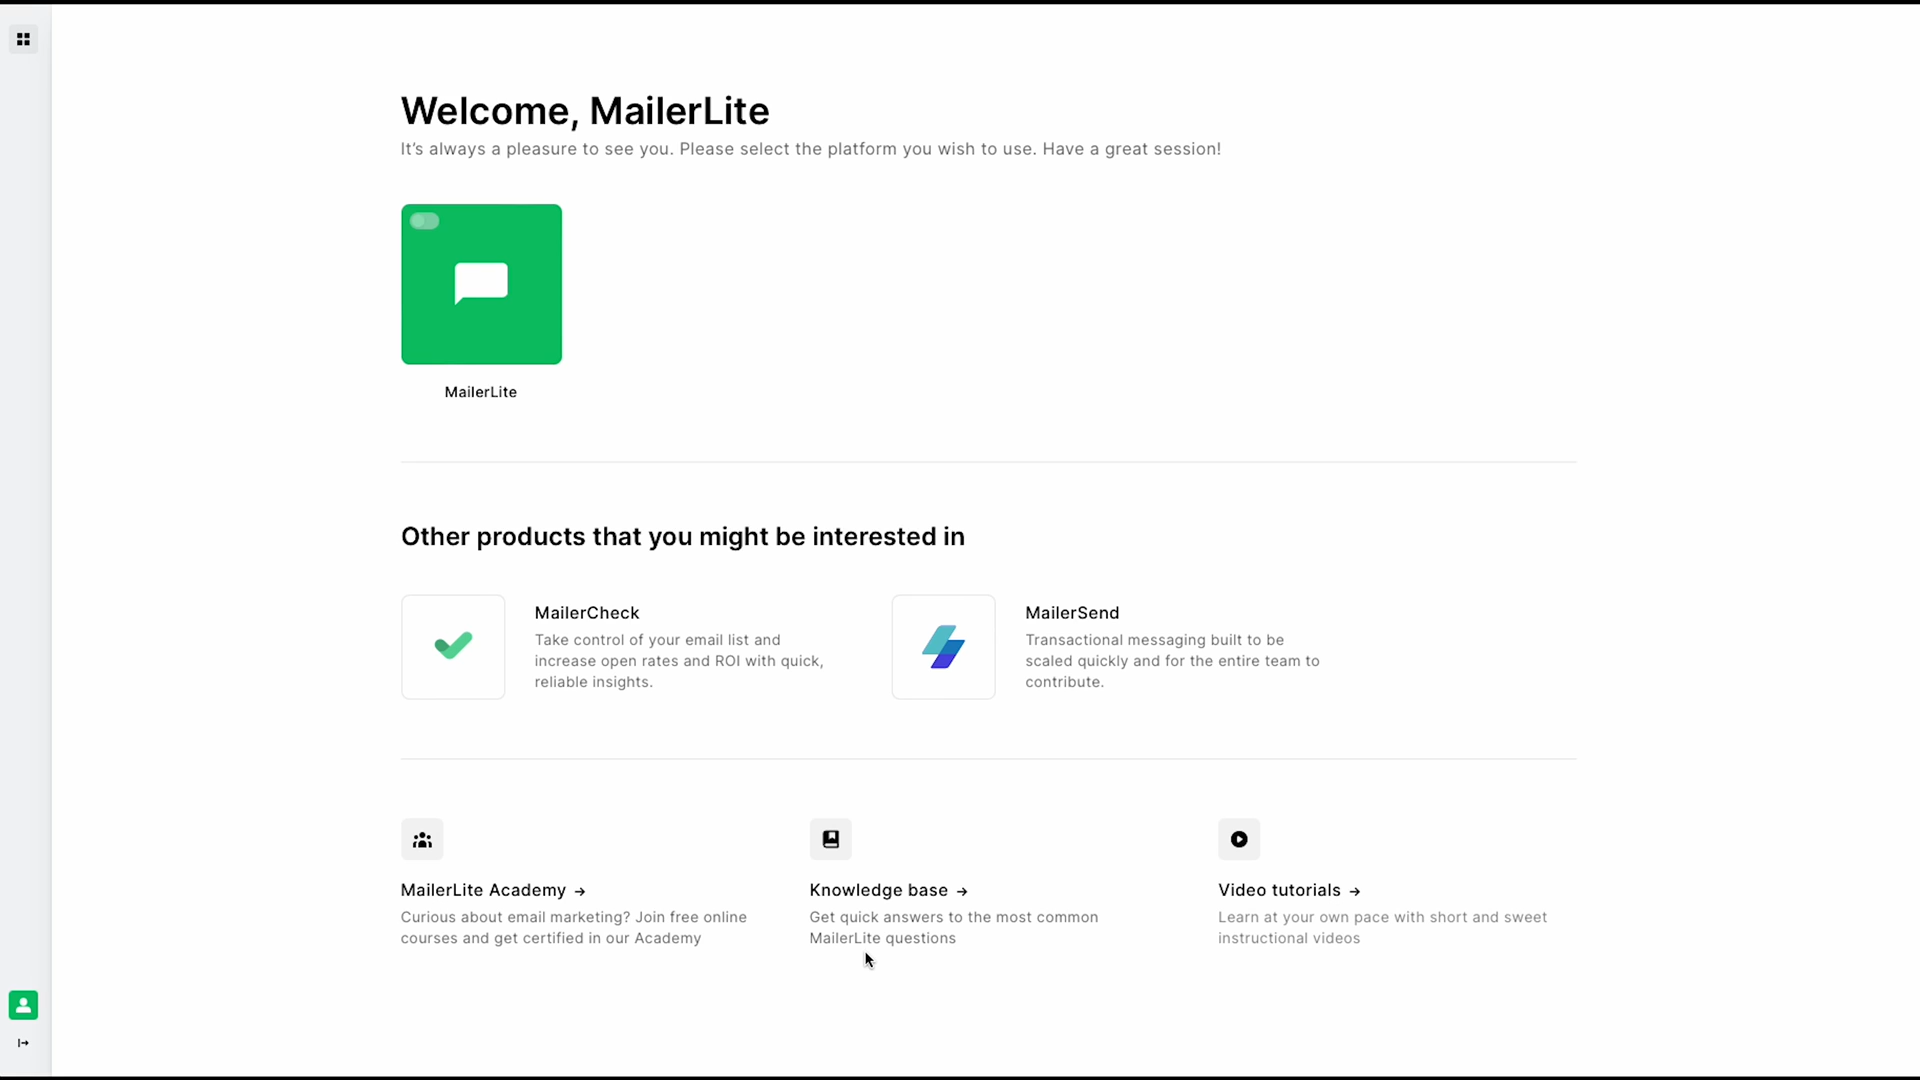 Welcome, MailerLite
It's always a pleasure to see you. Please select the platform you wish to use. Have a great session!
MailerLite
Other products that you might be interested in
MailerCheck
Take control of your email list and
increase open rates and ROI with quick,
reliable insights.
MailerSend
Transactional messaging built to be
scaled quickly and for the entire team to
contribute.
MailerLite Academy →
Curious about email marketing? Join free online
courses and get certified in our Academy
Knowledge base →
Get quick answers to the most common
MailerLite questions
Video tutorials →
Learn at your own pace with short and sweet
instructional videos